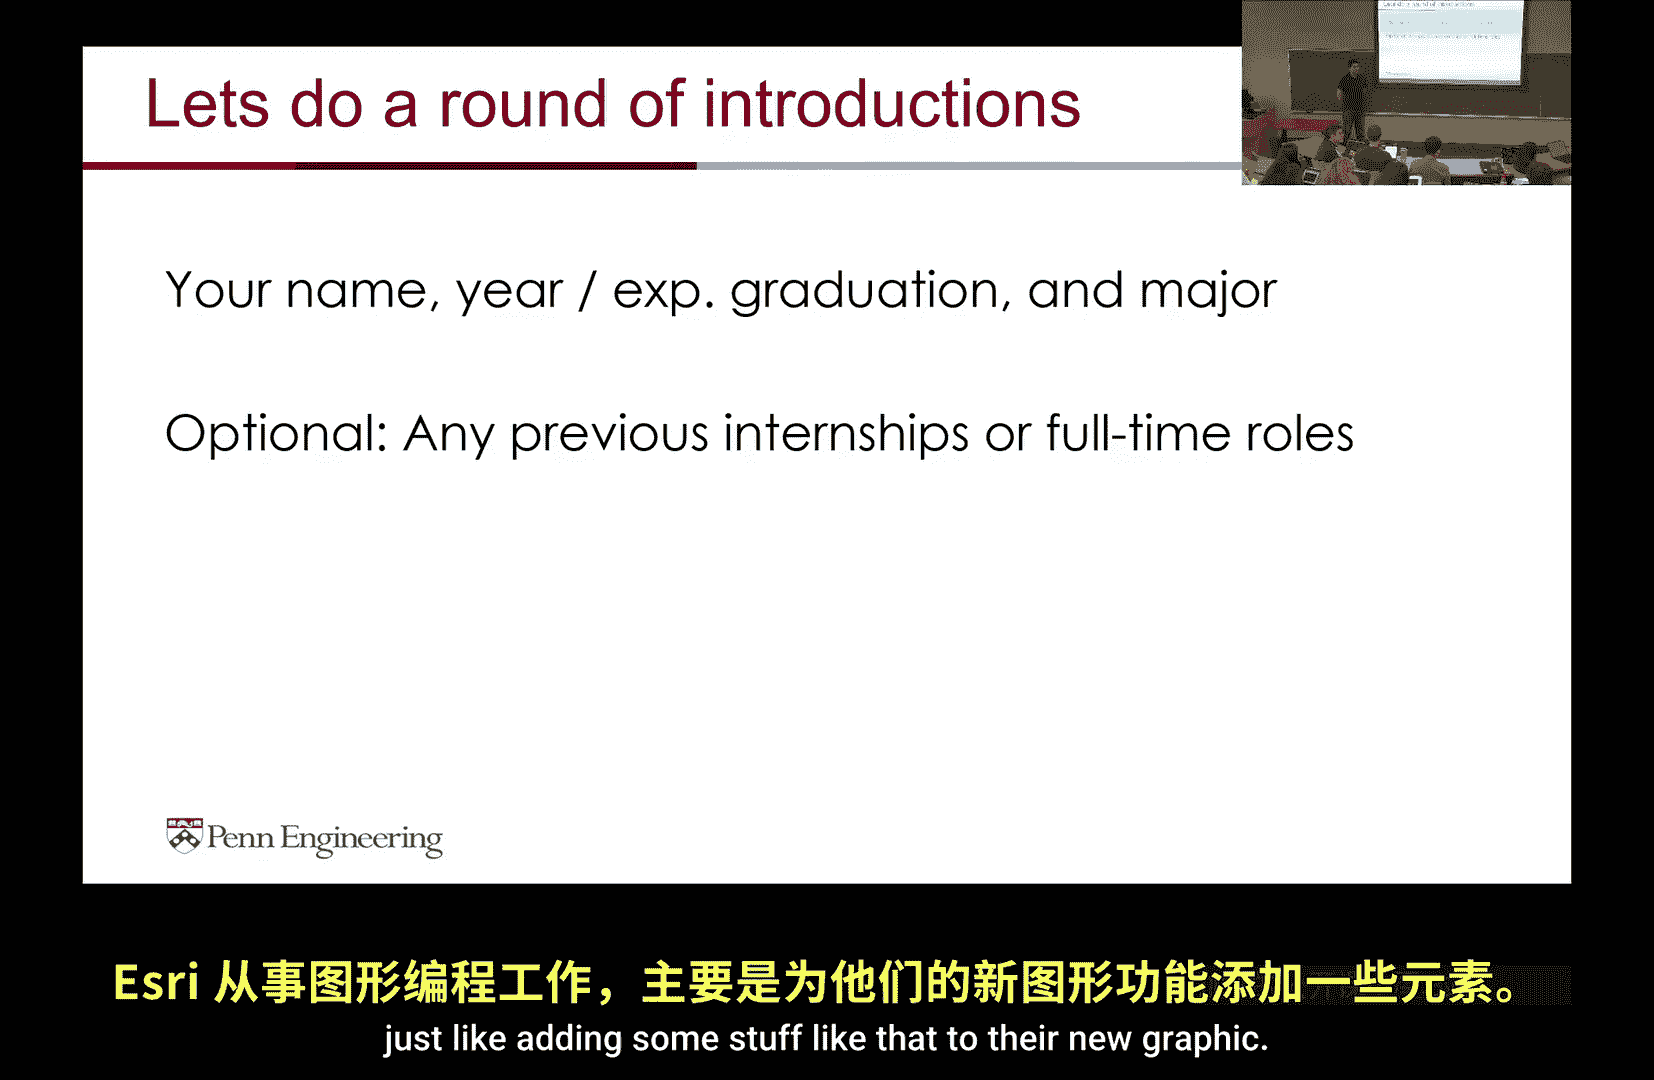 Lets do a round of introductions
Your name, year / exp. graduation, and major
Optional: Any previous internships or full-time roles
Penn Engineering
Esri 从事图形编程工作，主要是为他们的新图形功能添加一些元素。
just like adding some stuff like that to their new graphic.